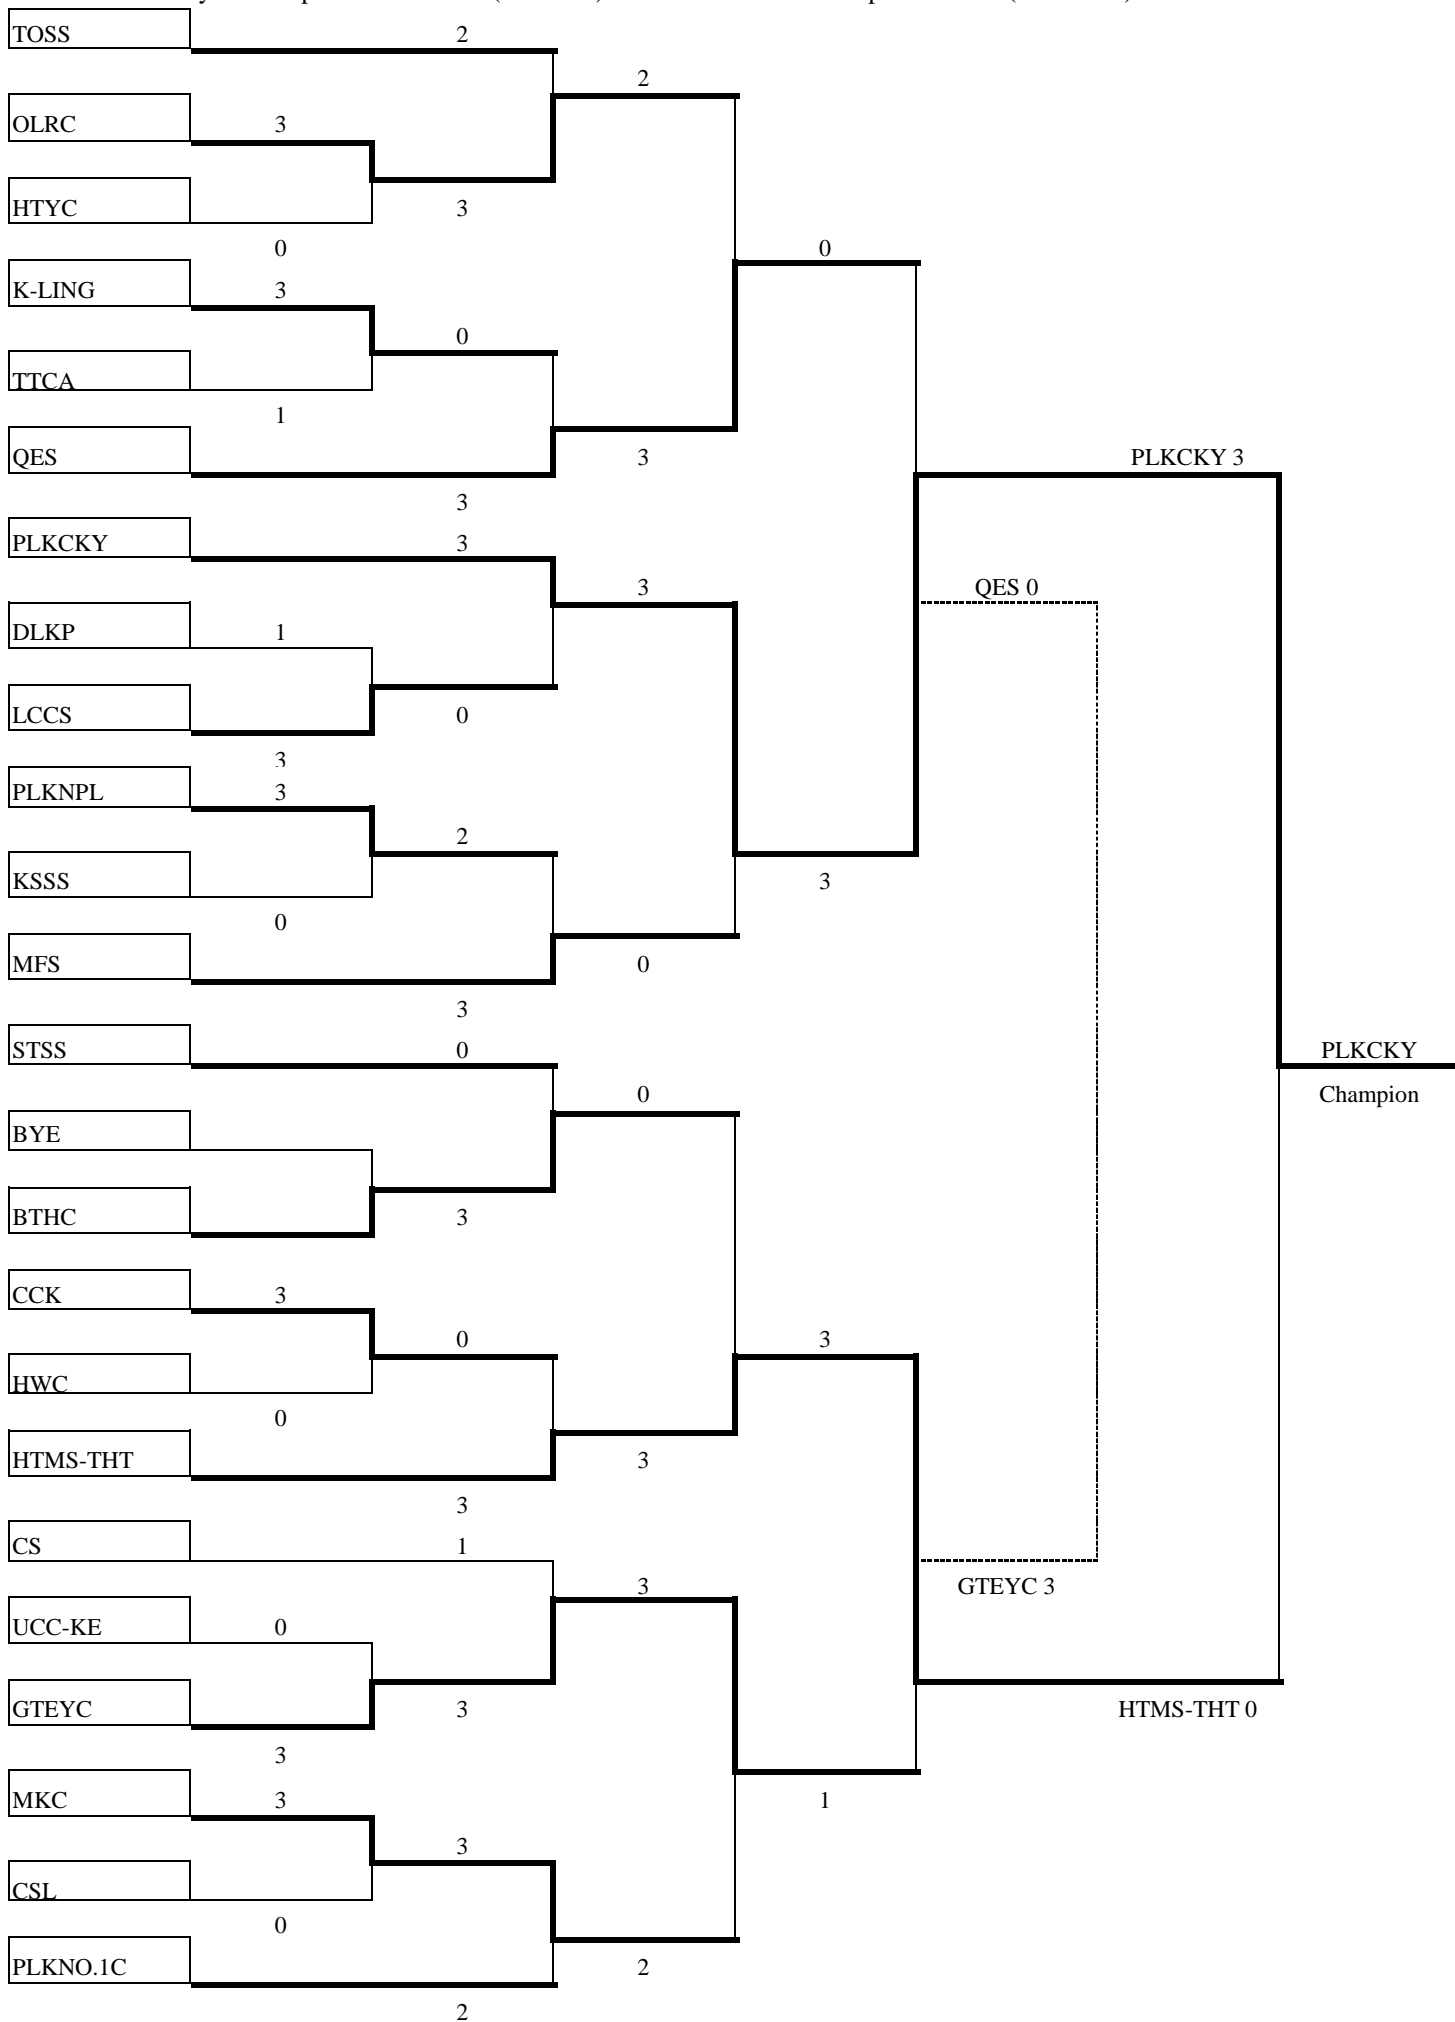 TOSS
2
2
OLRC
3
HTYC
3
0
0
K-LING
3
0
TTCA
1
QES
3
PLKCKY 3
3
PLKCKY
3
3
QES 0
DLKP
1
LCCS
0
3
PLKNPL
3
2
KSSS
3
0
MFS
0
3
STSS
0
PLKCKY
0
Champion
BYE
BTHC
3
CCK
3
0
3
HWC
0
HTMS-THT
3
3
CS
1
3
GTEYC 3
UCC-KE
0
GTEYC
3
HTMS-THT 0
3
MKC
3
1
3
CSL
0
PLKNO.1C
2
2